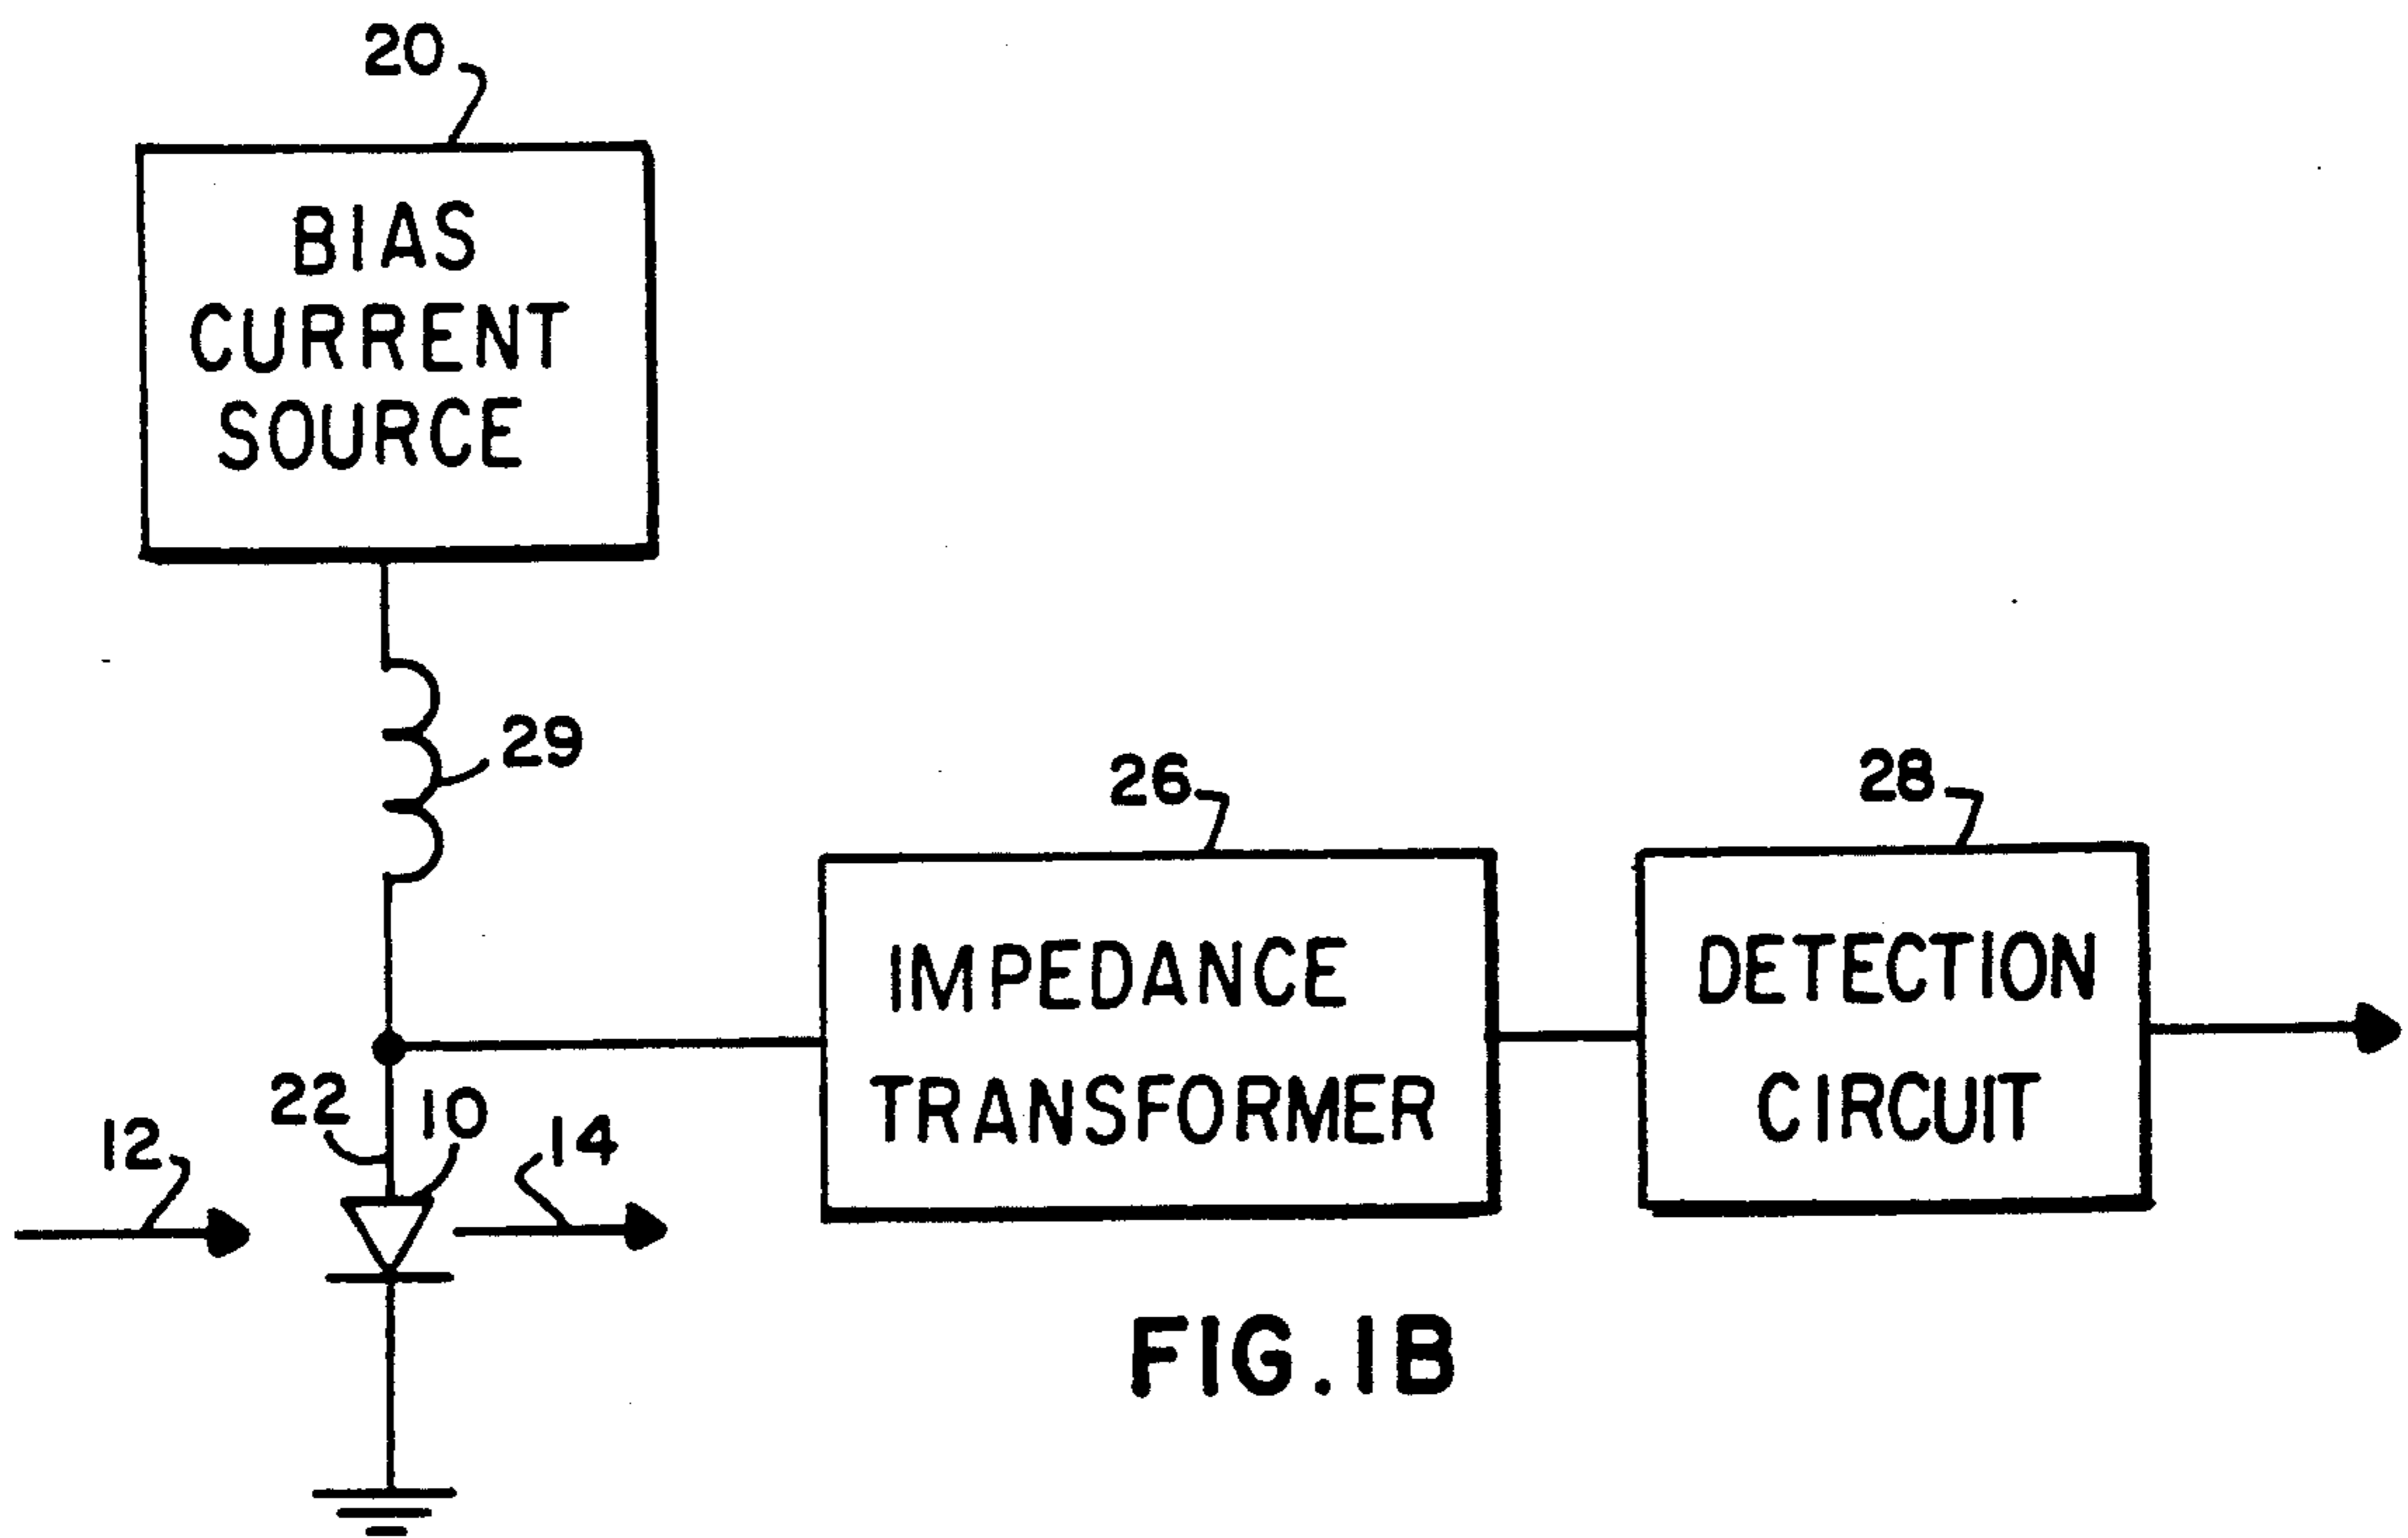 20
BIAS
CURRENT
SOURCE
29
26
28
IMPEDANCE
TRANSFORMER
DETECTION
CIRCUIT
22
10
12
14
FIG.1B